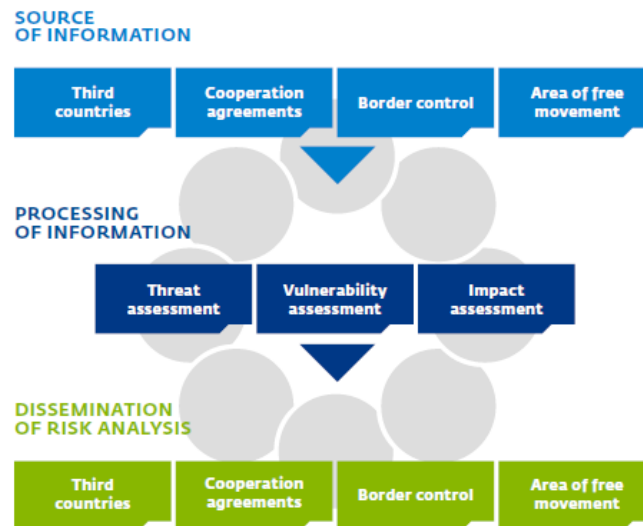 SOURCE
OF INFORMATION
Third
countries
Cooperation
agreements
Border control
Area of free
movement
PROCESSING
OF INFORMATION
Threat
assessment
Vulnerability
assessment
Impact
assessment
DISSEMINATION
OF RISK ANALYSIS
Third
countries
Cooperation
agreements
Border control
Area of free
movement